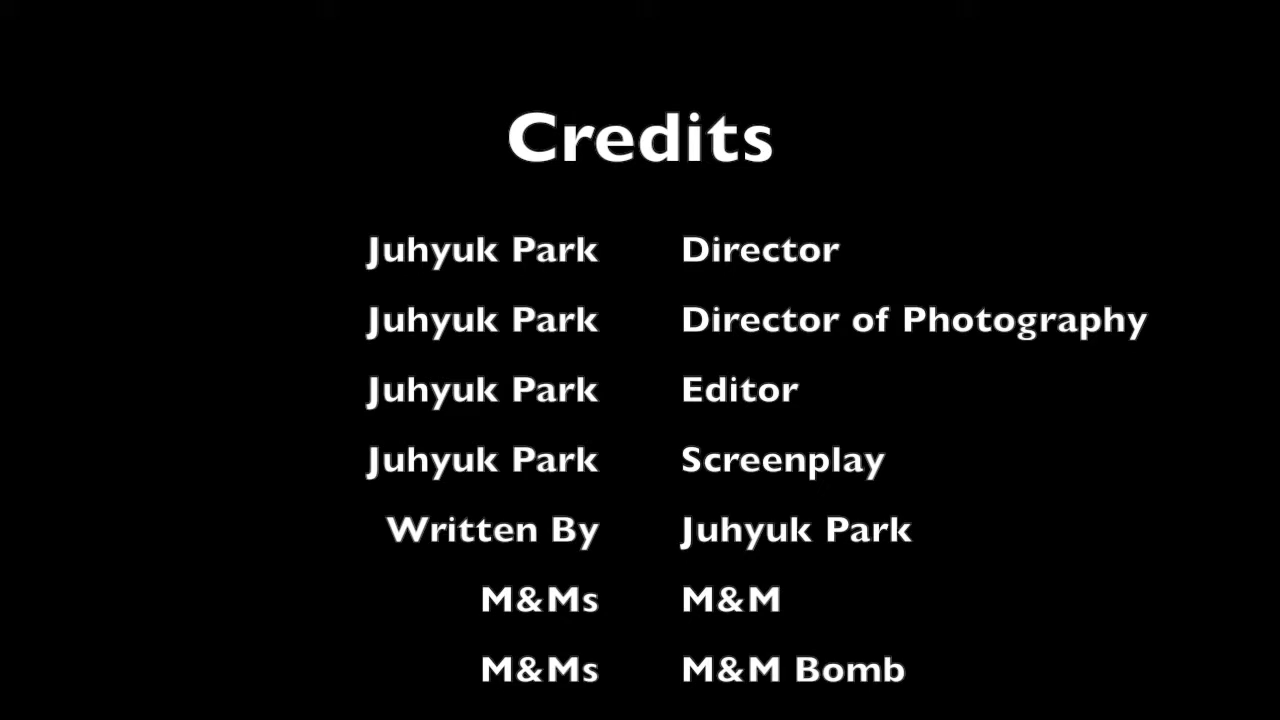 Credits
Juhyuk Park Director
Juhyuk Park Director of Photography
Juhyuk Park Editor
Juhyuk Park Screenplay
Written By Juhyuk Park
M&Ms M&M
M&Ms M&M Bomb